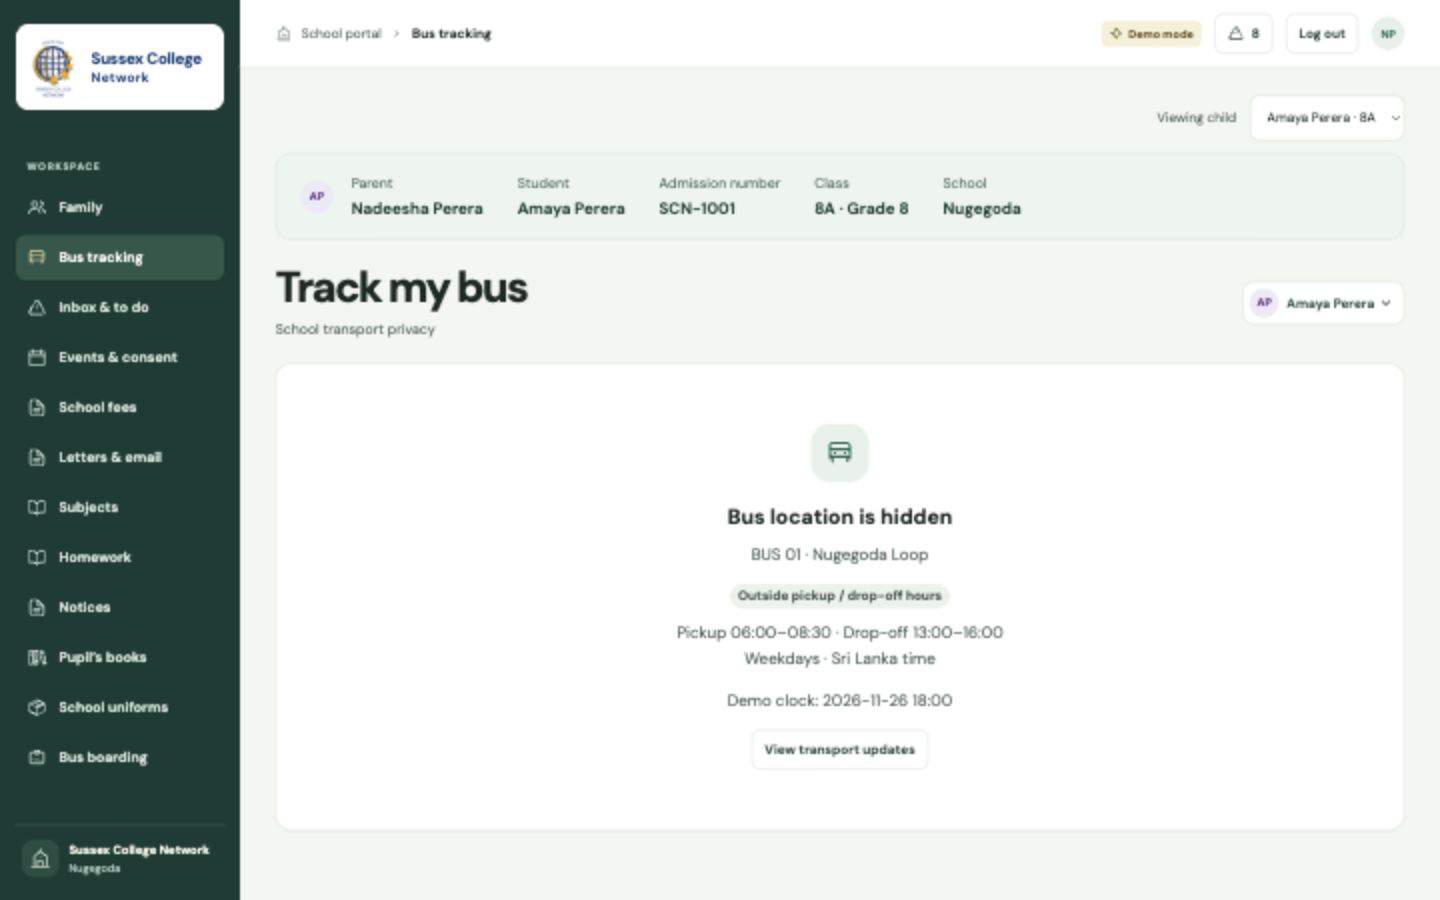 Sussex College
Network
WORKSPACE
Family
Bus tracking
Inbox & to do
Events & consent
School fees
Letters & email
Subjects
Homework
Notices
Pupil's books
School uniforms
Bus boarding
Sussex College Network
Nugegoda
School portal > Bus tracking
Demo mode
8
Log out
NP
Viewing child
Amaya Perera · 8A
AP
Parent
Nadeesha Perera
Student
Amaya Perera
Admission number
SCN-1001
Class
8A · Grade 8
School
Nugegoda
Track my bus
School transport privacy
AP Amaya Perera
Bus location is hidden
BUS 01 · Nugegoda Loop
Outside pickup / drop-off hours
Pickup 06:00–08:30 · Drop-off 13:00–16:00
Weekdays · Sri Lanka time
Demo clock: 2026-11-26 18:00
View transport updates